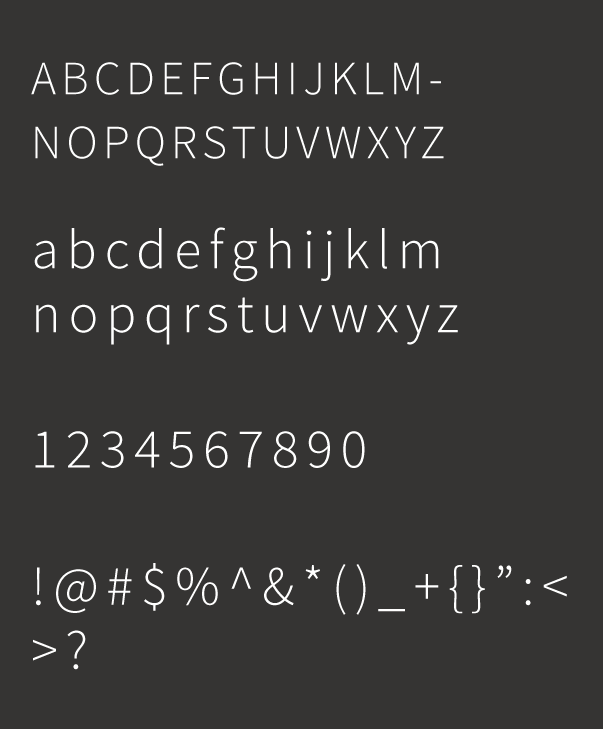 ABCDEFGHIJKLM-
NOPQRSTUVWXYZ
abcdefghijklm
nopqrstuvwxyz
1234567890
!@#$%^&*()_+{}”:<
>?